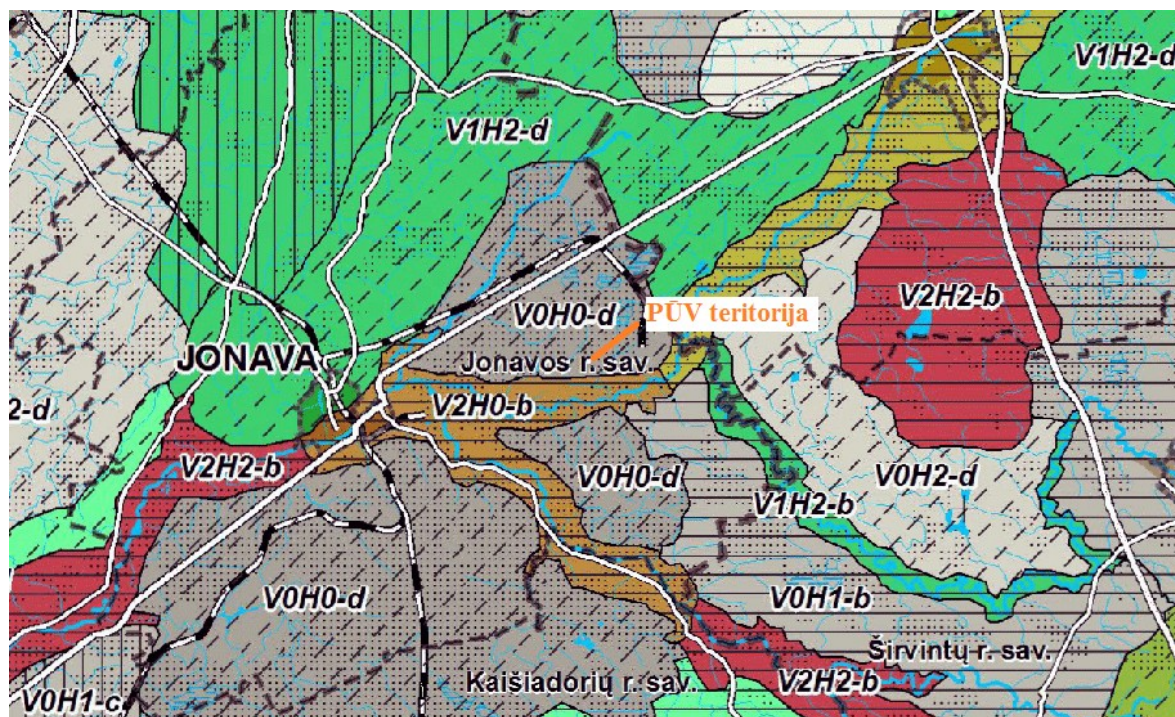 V1H2-d
V1H2-d
V2H2-b
V0H0-d
PŪV teritorija
JONAVA
Jonavos r. sav.
2-d
V2H0-b
V2H2-b
V0H0-d
V0H2-d
V1H2-b
V0H0-d
V0H1-b
Širvintų r. sav.
Kaišiadorių r. sav.
V2H2-b
V0H1-c